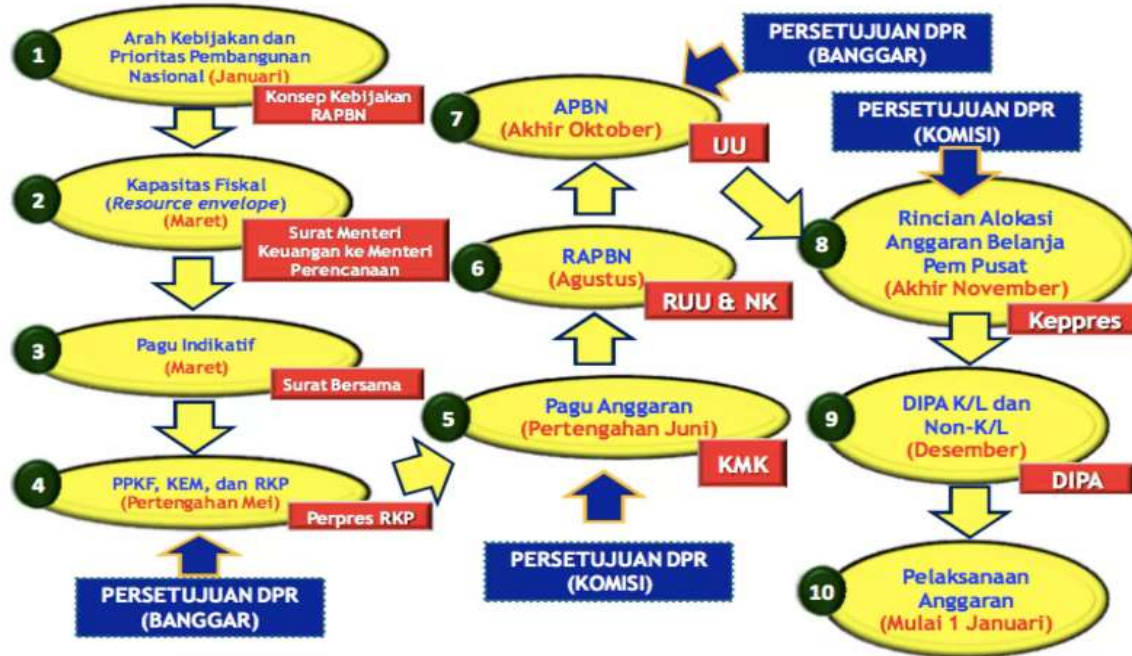 1
Arah Kebijakan dan
Prioritas Pembangunan
Nasional (Januari)
Konsep Kebijakan
RAPBN
2
Kapasitas Fiskal
(Resource envelope)
(Maret)
Surat Menteri
Keuangan ke Menteri
Perencanaan
3
Pagu Indikatif
(Maret)
Surat Bersama
4
PPKF, KEM, dan RKP
(Pertengahan Mei)
Perpres RKP
PERSETUJUAN DPR
(BANGGAR)
5
Pagu Anggaran
(Pertengahan Juni)
KMK
PERSETUJUAN DPR
(KOMISI)
6
RAPBN
(Agustus)
RUU & NK
7
APBN
(Akhir Oktober)
UU
PERSETUJUAN DPR
(BANGGAR)
PERSETUJUAN DPR
(KOMISI)
8
Rincian Alokasi
Anggaran Belanja
Pem Pusat
(Akhir November)
Keppres
9
DIPA K/L dan
Non-K/L
(Desember)
DIPA
10
Pelaksanaan
Anggaran
(Mulai 1 Januari)